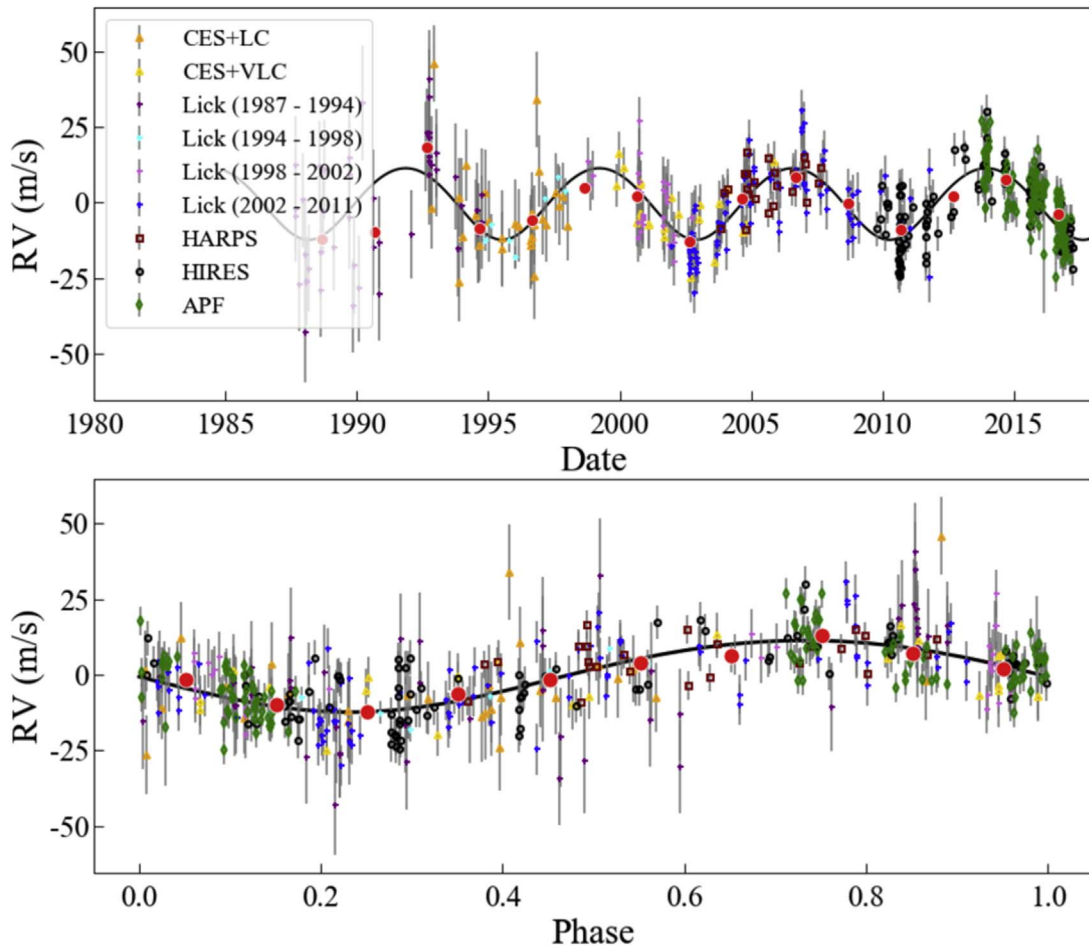 50
25
0
-25
-50
RV (m/s)
CES+LC
CES+VLC
Lick (1987 - 1994)
Lick (1994 - 1998)
Lick (1998 - 2002)
Lick (2002 - 2011)
HARPS
HIRES
APF
1980 1985 1990 1995 2000 2005 2010 2015
Date
50
25
0
-25
-50
RV (m/s)
0.0 0.2 0.4 0.6 0.8 1.0
Phase